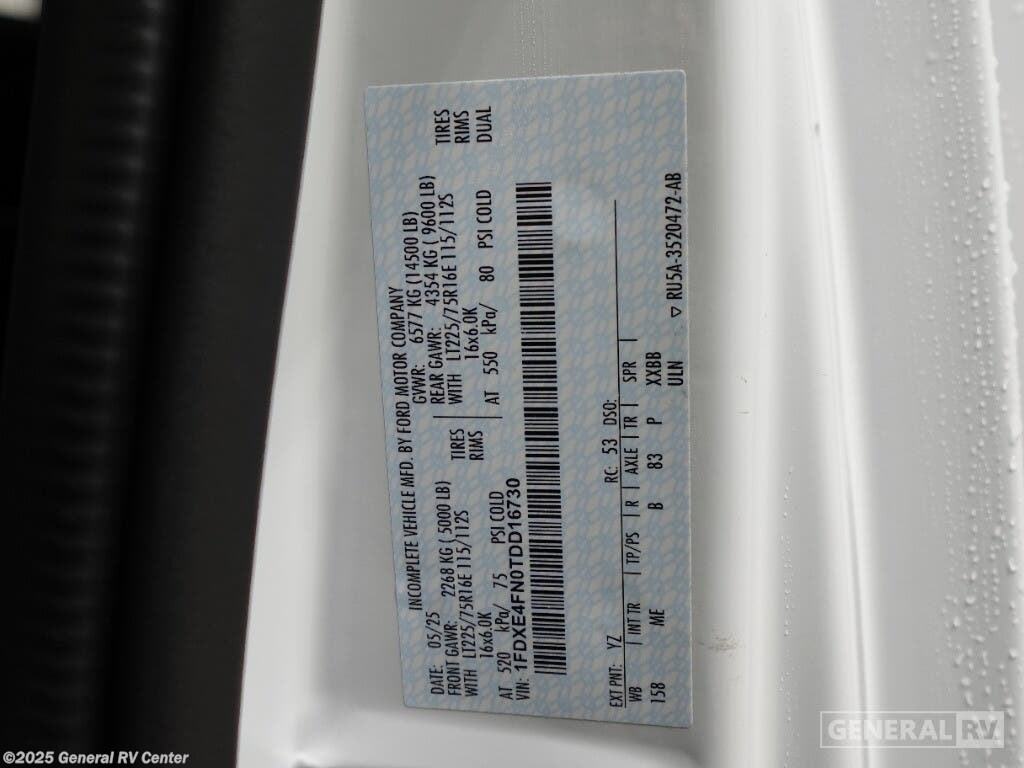 INCOMPLETE VEHICLE MFD. BY FORD MOTOR COMPANY
DATE: 05/25 GVWR: 6577 KG (14500 LB)
FRONT GAWR: 2268 KG ( 5000 LB) REAR GAWR: 4354 KG ( 9600 LB)
WITH LT225/75R16E 115/112S TIRES WITH LT225/75R16E 115/112S TIRES
16x6.0K RIMS 16x6.0K RIMS
AT 520 kPa/ 75 PSI COLD AT 550 kPa/ 80 PSI COLD DUAL
VIN: 1FDXE4FN0TDD16730
EXT PNT: YZ RC: 53 DSO:
WB INT TR TP/PS R AXLE TR SPR
158 ME B 83 P XXBB
ULN
▽ RU5A-3520472-AB
GENERAL RV
©2025 General RV Center